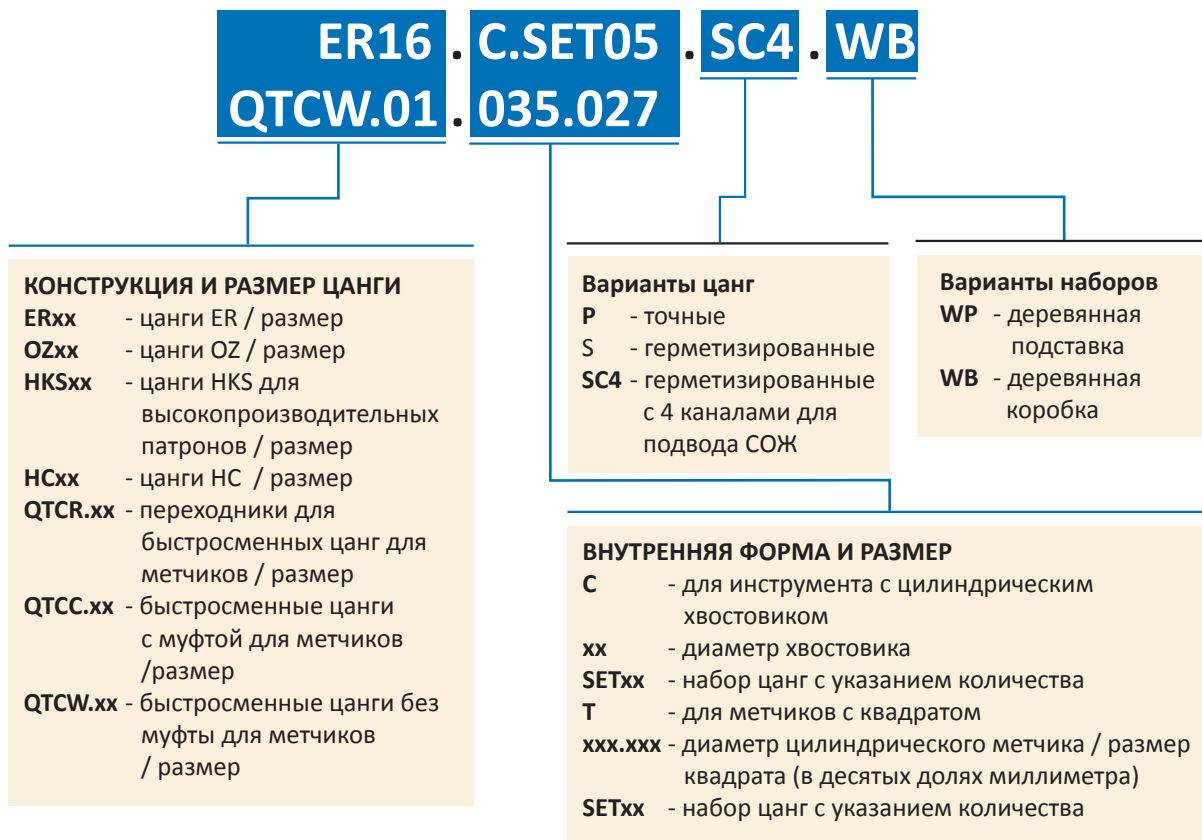 ER16 . C.SET05 . SC4 . WB
QTCW.01 . 035.027
КОНСТРУКЦИЯ И РАЗМЕР ЦАНГИ
ERxx - цанги ER / размер
OZxx - цанги OZ / размер
HKSxx - цанги HKS для
высокопроизводительных
патронов / размер
HCxx - цанги HC / размер
QTCR.xx - переходники для
быстросменных цанг для
метчиков / размер
QTCC.xx - быстросменные цанги
с муфтой для метчиков
/размер
QTCW.xx - быстросменные цанги без
муфты для метчиков
/ размер
Варианты цанг
P - точные
S - герметизированные
SC4 - герметизированные
с 4 каналами для
подвода СОЖ
Варианты наборов
WP - деревянная
подставка
WB - деревянная
коробка
ВНУТРЕННЯЯ ФОРМА И РАЗМЕР
C - для инструмента с цилиндрическим
хвостовиком
xx - диаметр хвостовика
SETxx - набор цанг с указанием количества
T - для метчиков с квадратом
xxx.xxx - диаметр цилиндрического метчика / размер
квадрата (в десятых долях миллиметра)
SETxx - набор цанг с указанием количества